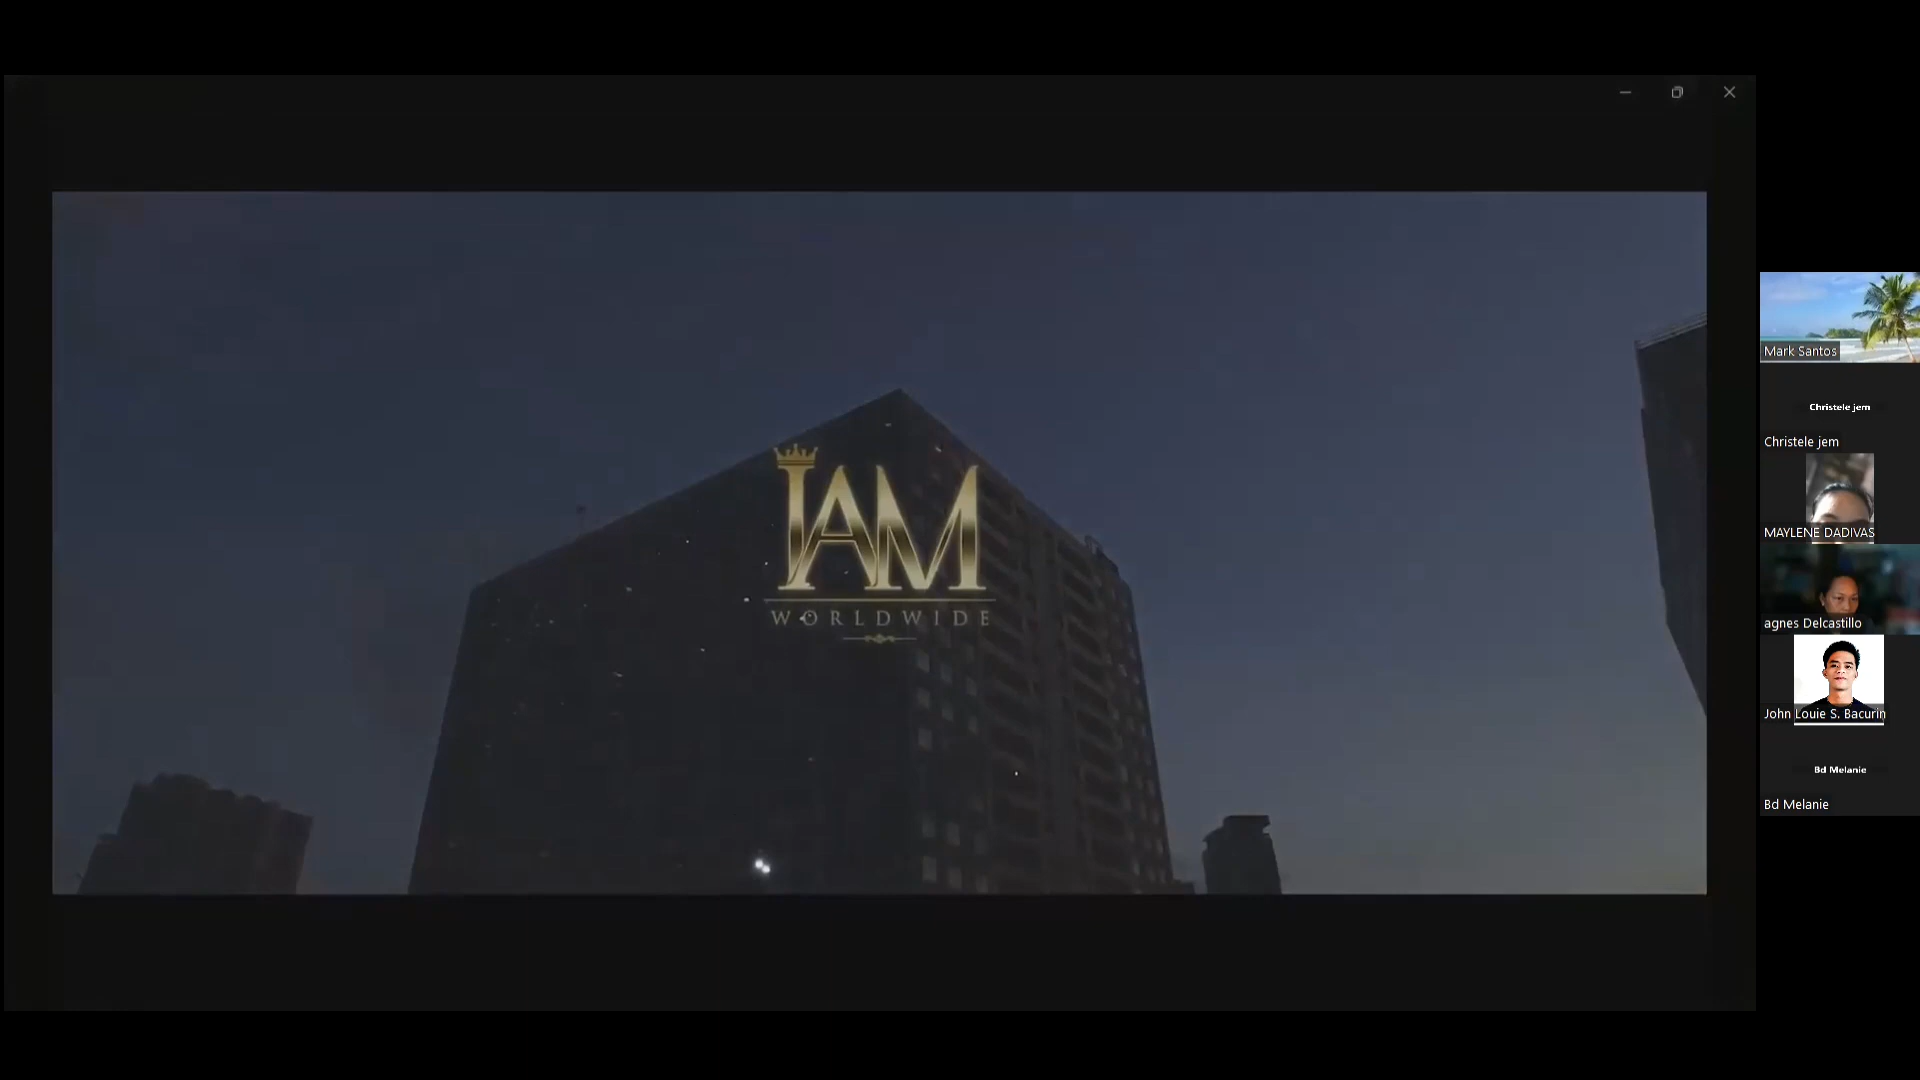 IAM
WORLDWIDE
Mark Santos
Christele jem
Christele jem
MAYLENE DADIVAS
agnes Delcastillo
John Louie S. Bacurin
Bd Melanie
Bd Melanie